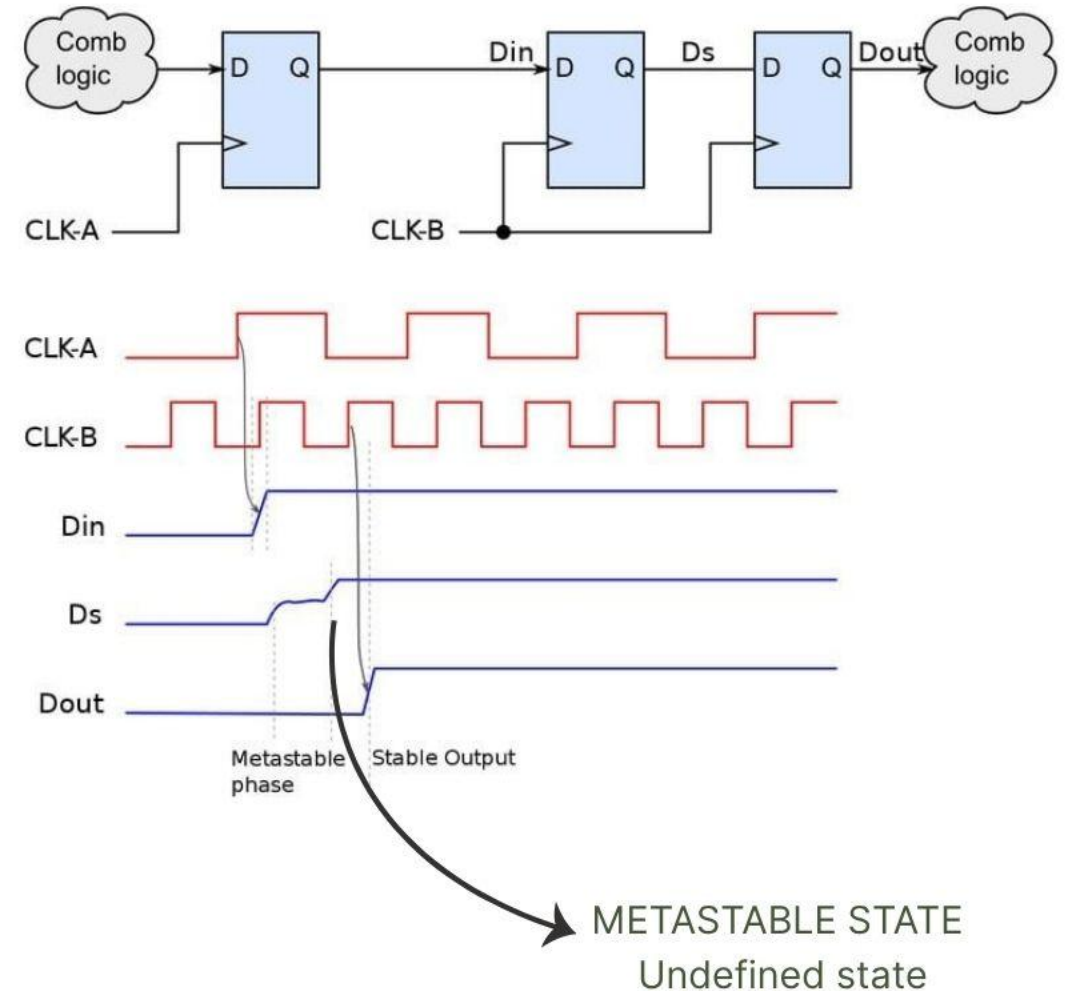 Comb
logic
D Q
Din
D Q
Ds
D Q
Dout
Comb
logic
CLK-A
CLK-B
CLK-A
CLK-B
Din
Ds
Dout
Metastable
phase
Stable Output
METASTABLE STATE
Undefined state